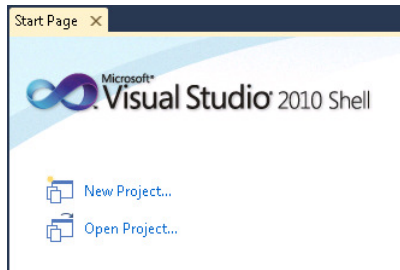 Start Page
Microsoft®
Visual Studio® 2010 Shell
New Project...
Open Project...